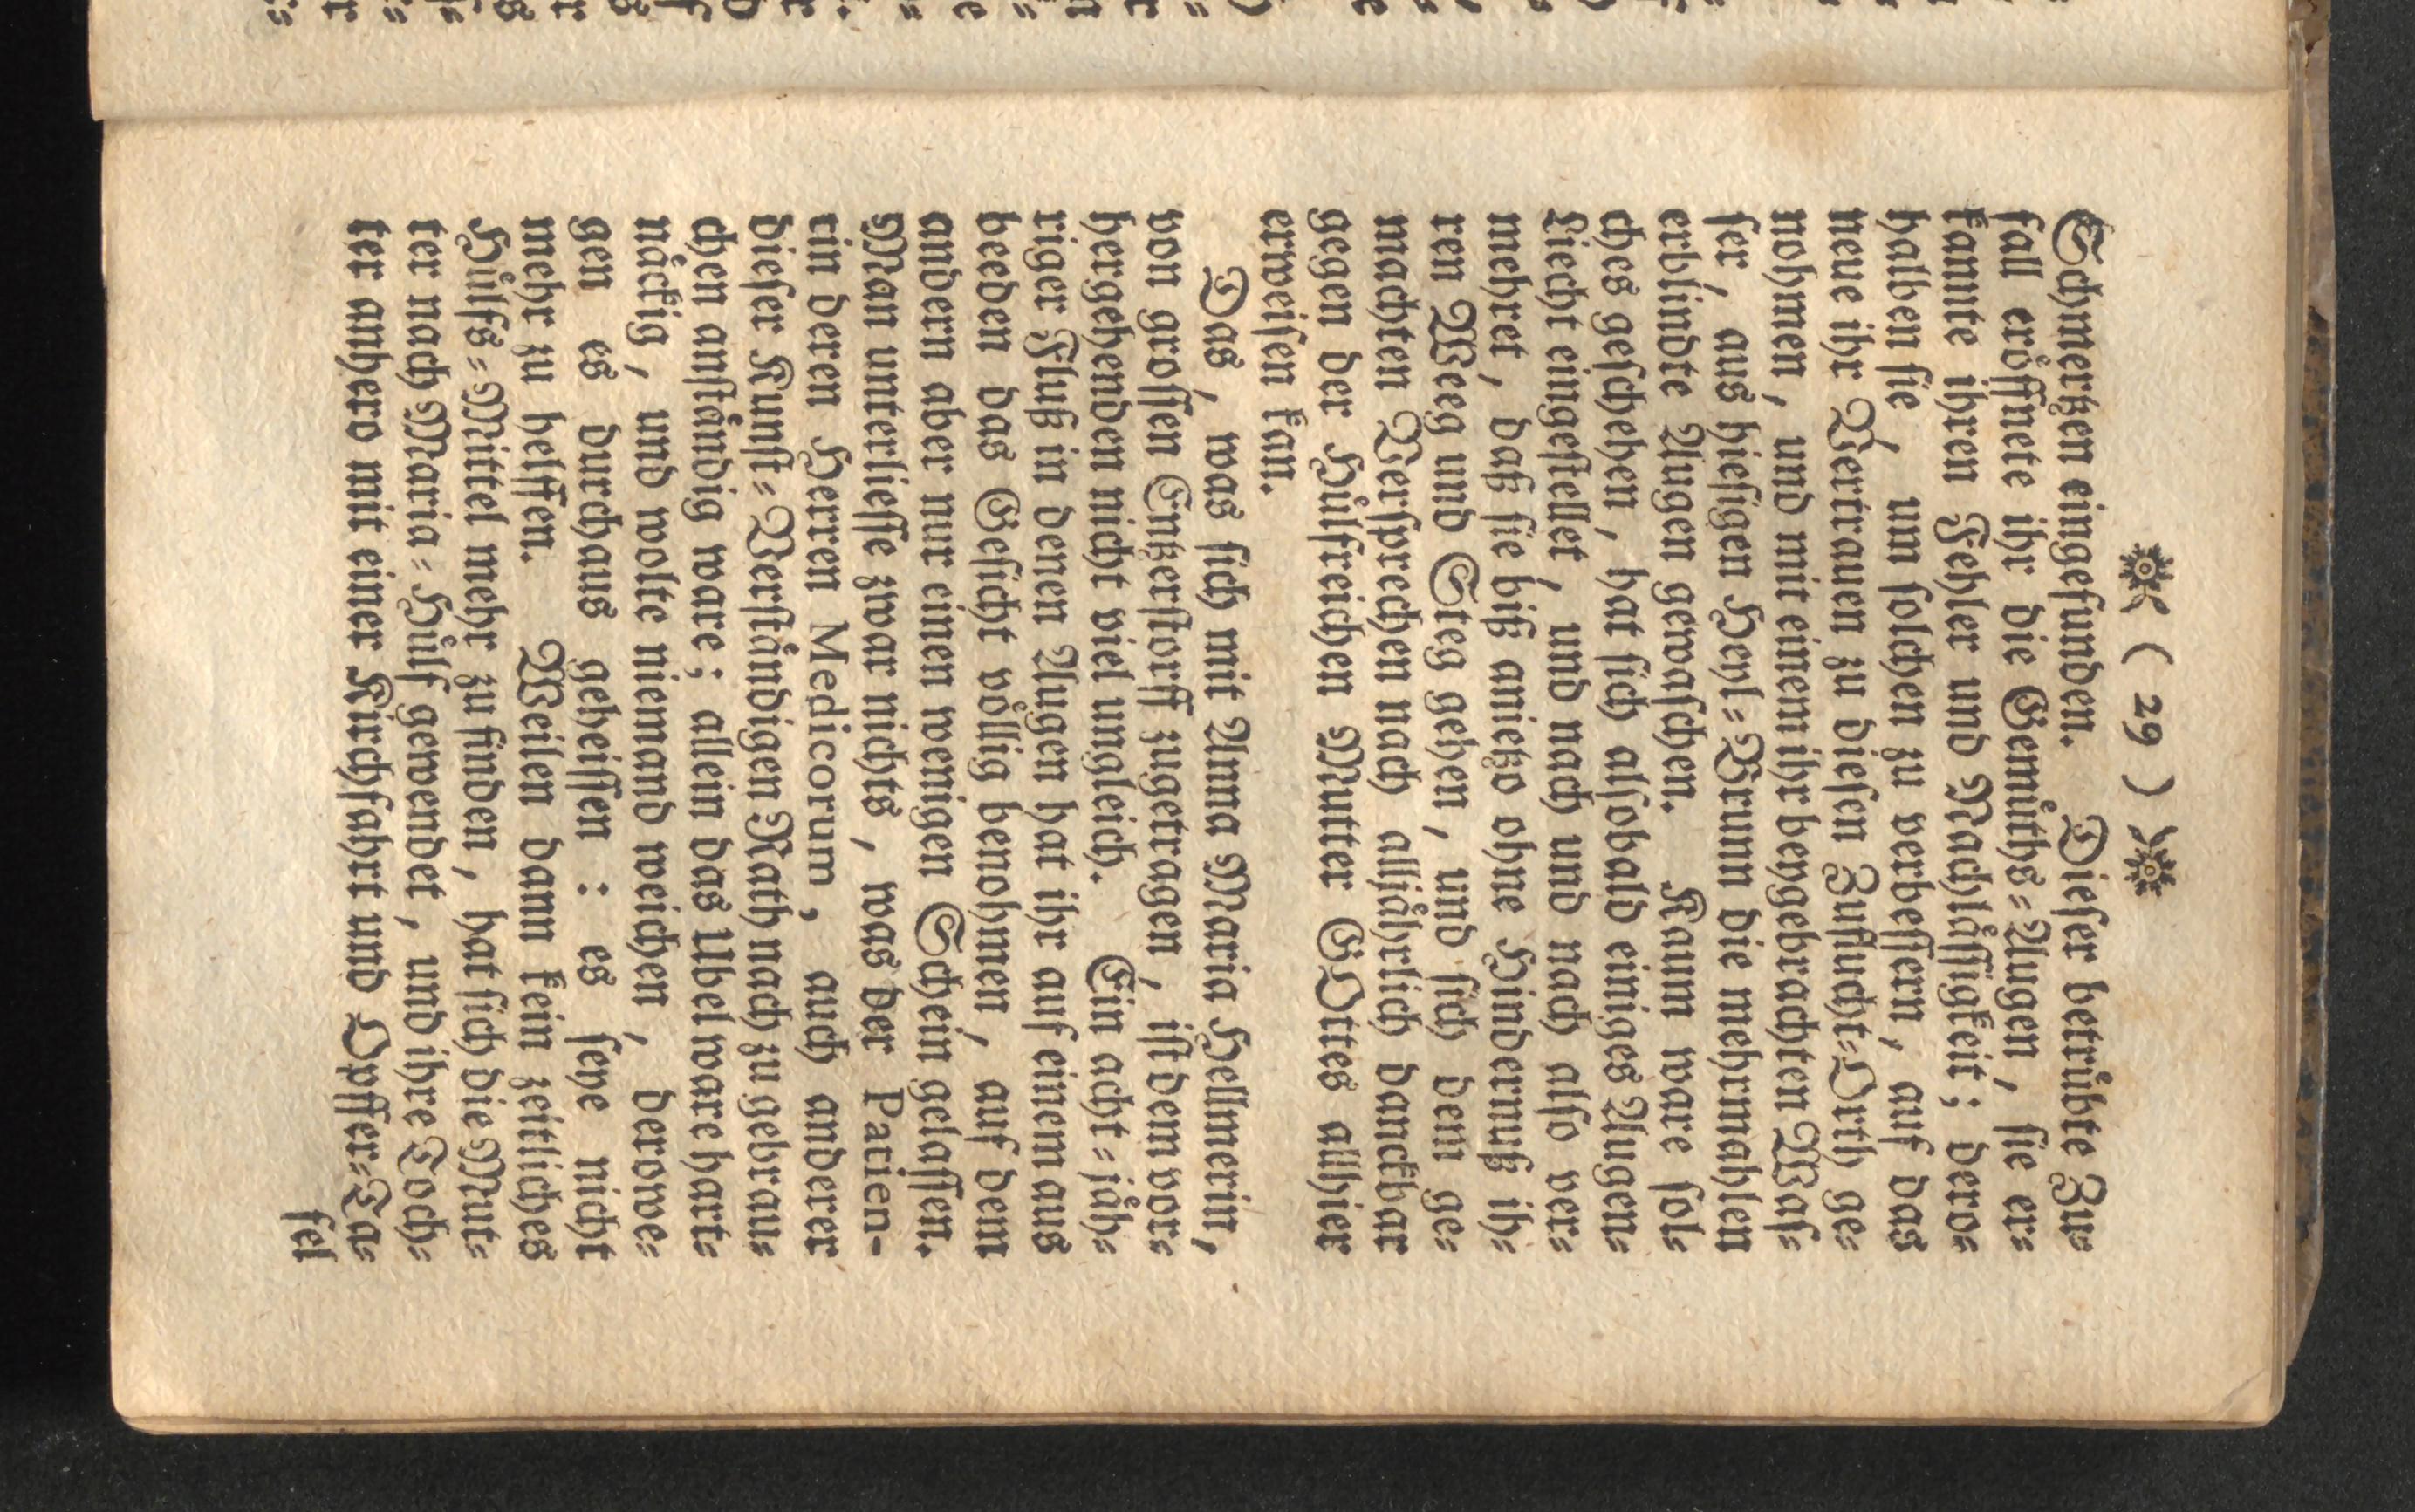 ( 29 )
Schmertzen eingefunden. Dieser betrübte Zu-
fall eröffnete ihr die Gemüths-Augen, sie er-
kannte ihren Fehler und Nachlässigkeit; dero-
halben sie, um solchen zu verbessern, auf das
neue ihr Vertrauen zu diesen Zuflucht-Orth ge-
nohmen, und mit einem ihr beygebrachten Was-
ser, aus hiesigen Heyl-Brunn die mehrmahlen
erblindte Augen gewaschen. Kaum ware sol-
ches geschehen, hat sich alsobald einiges Augen-
Liecht eingestellet, und nach und nach also ver-
mehret, daß sie biß anietzo ohne Hindernuß ih-
ren Weeg und Steg gehen, und sich dem ge-
machten Versprechen nach alljährlich danckbar
gegen der Hülfreichen Mutter GOttes allhier
erweisen kan.
Das, was sich mit Anna Maria Hellmerin,
von grossen Entzerstorff zugetragen, ist dem vor-
hergehenden nicht viel ungleich. Ein acht-jäh-
riger Fluß in denen Augen hat ihr auf einem aus
beeden das Gesicht völlig benohmen, auf dem
andern aber nur einen wenigen Schein gelassen.
Man unterliesse zwar nichts, was der Patien-
tin deren Herren Medicorum, auch anderer
dieser Kunst-Verständigen Rath nach zu gebrau-
chen anständig ware; allein das Ubel ware hart-
näckig, und wolte niemand weichen, derowe-
gen es durchaus geheissen: es seye nicht
mehr zu helffen. Weilen dann kein zeitliches
Hülfs-Mittel mehr zu finden, hat sich die Mut-
ter nach Maria-Hülf gewendet, und ihre Toch-
ter anhero mit einer Kirchfahrt und Opffer-Ta-
fel